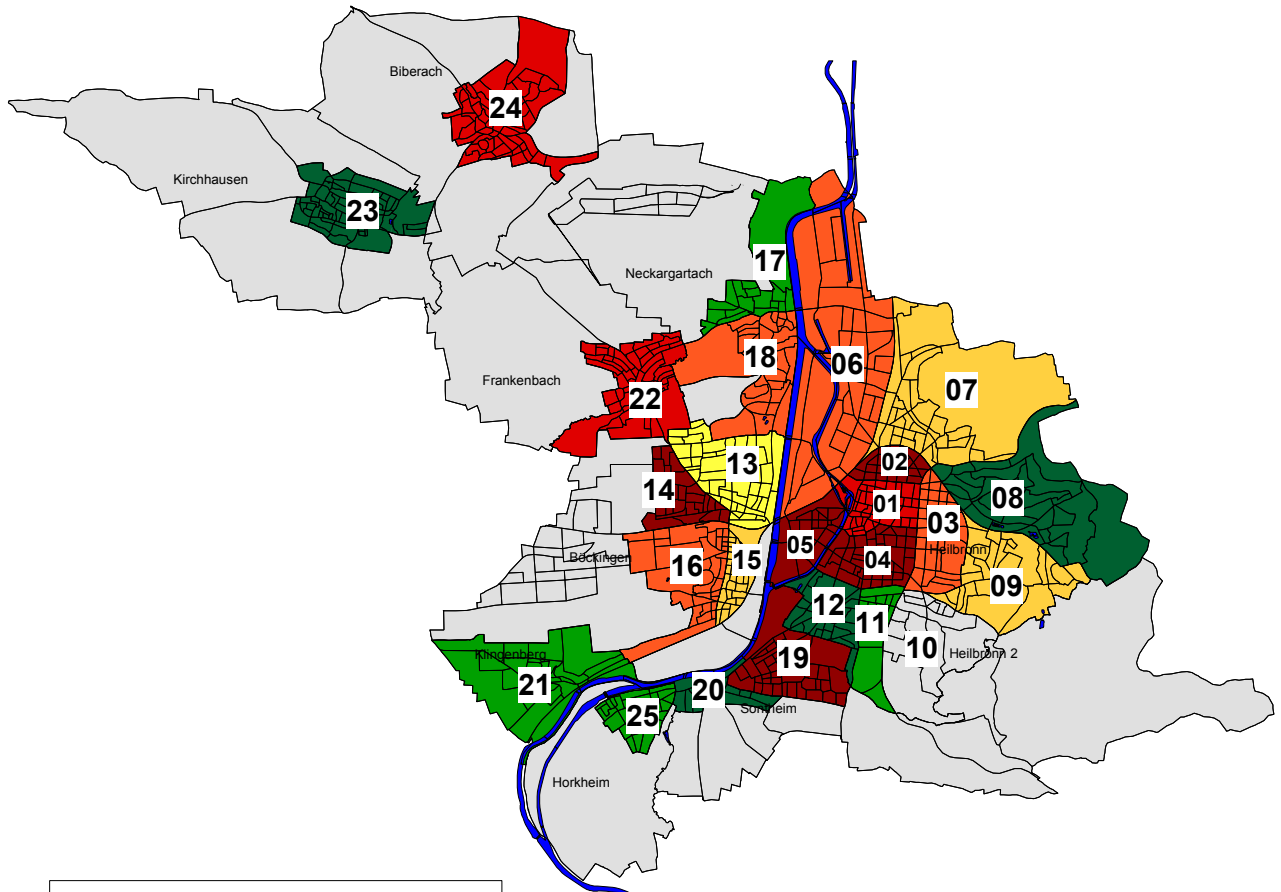 Biberach
24
Kirchhausen
23
17
Neckargartach
18
06
Frankenbach
22
07
02
13
14
01
08
03
05
Heilbronn
04
Böckingen
15
16
09
12
11
10
Heilbronn 2
Klingenberg
19
21
20
Sontheim
25
Horkheim